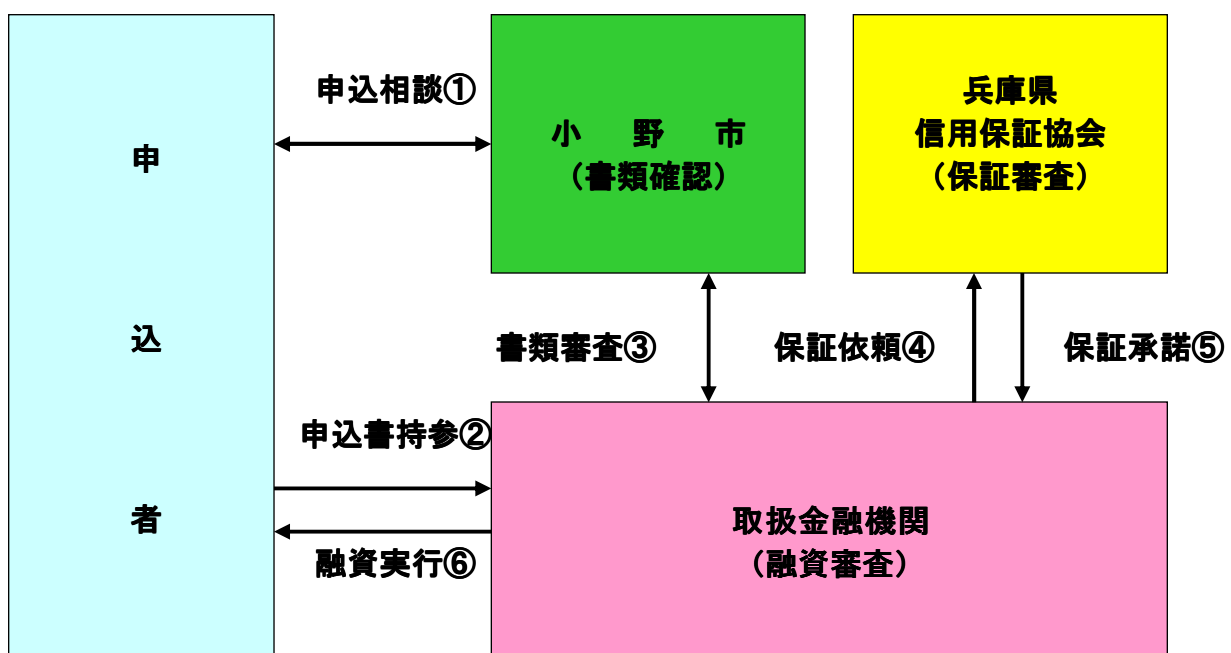 申込者
申込相談①
小野市
（書類確認）
兵庫県
信用保証協会
（保証審査）
書類審査③
保証依頼④
保証承諾⑤
申込書持参②
融資実行⑥
取扱金融機関
（融資審査）